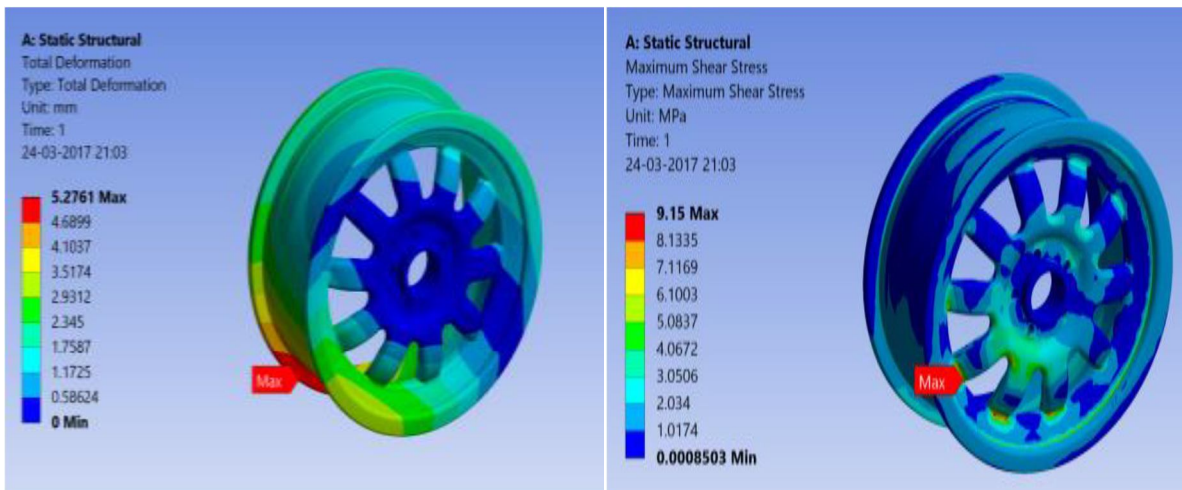 A: Static Structural
Total Deformation
Type: Total Deformation
Unit: mm
Time: 1
24-03-2017 21:03
5.2761 Max
4.6899
4.1037
3.5174
2.9312
2.345
1.7587
1.1725
0.58624
0 Min
Max
A: Static Structural
Maximum Shear Stress
Type: Maximum Shear Stress
Unit: MPa
Time: 1
24-03-2017 21:03
9.15 Max
8.1335
7.1169
6.1003
5.0837
4.0672
3.0506
2.034
1.0174
0.0008503 Min
Max